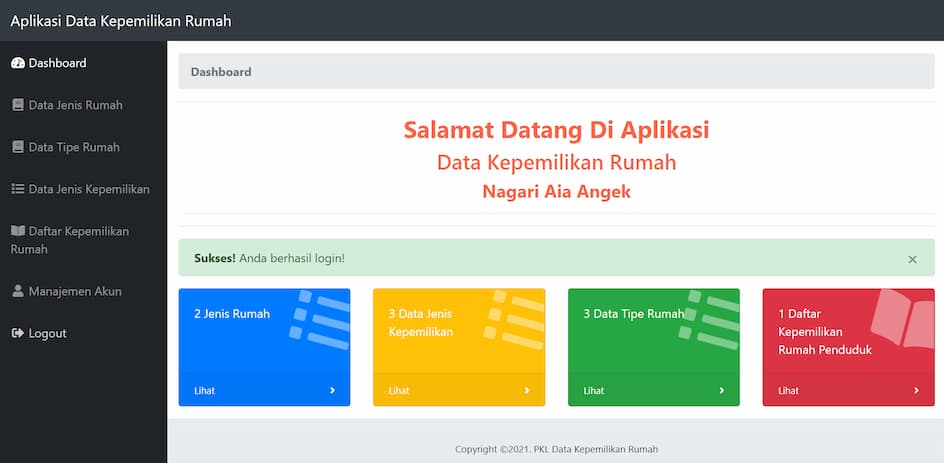 Aplikasi Data Kepemilikan Rumah
Dashboard
Data Jenis Rumah
Data Tipe Rumah
Data Jenis Kepemilikan
Daftar Kepemilikan
Rumah
Manajemen Akun
Logout
Dashboard
Salamat Datang Di Aplikasi
Data Kepemilikan Rumah
Nagari Aia Angek
Sukses! Anda berhasil login! ×
2 Jenis Rumah
Lihat
3 Data Jenis
Kepemilikan
Lihat
3 Data Tipe Rumah
Lihat
1 Daftar
Kepemilikan
Rumah Penduduk
Lihat
Copyright ©2021. PKL Data Kepemilikan Rumah